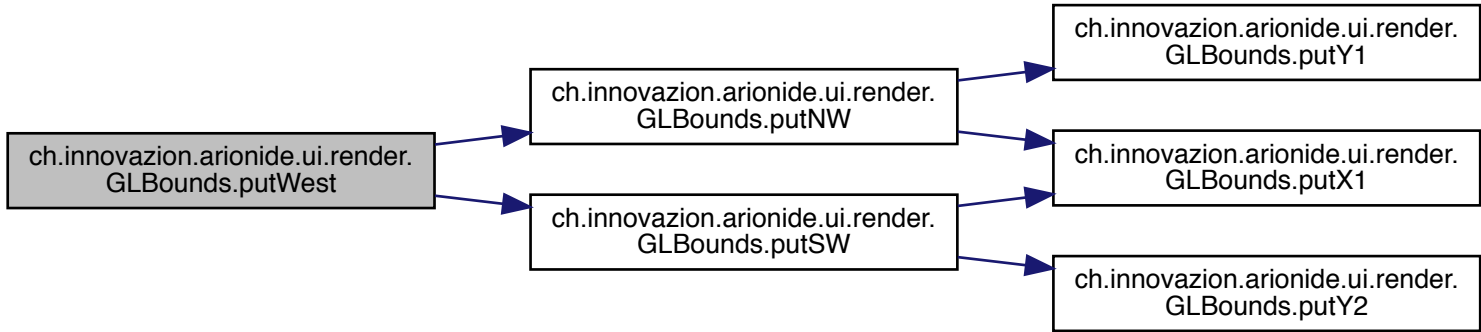 ch.innovazion.arionide.ui.render.
GLBounds.putWest
ch.innovazion.arionide.ui.render.
GLBounds.putNW
ch.innovazion.arionide.ui.render.
GLBounds.putSW
ch.innovazion.arionide.ui.render.
GLBounds.putY1
ch.innovazion.arionide.ui.render.
GLBounds.putX1
ch.innovazion.arionide.ui.render.
GLBounds.putY2